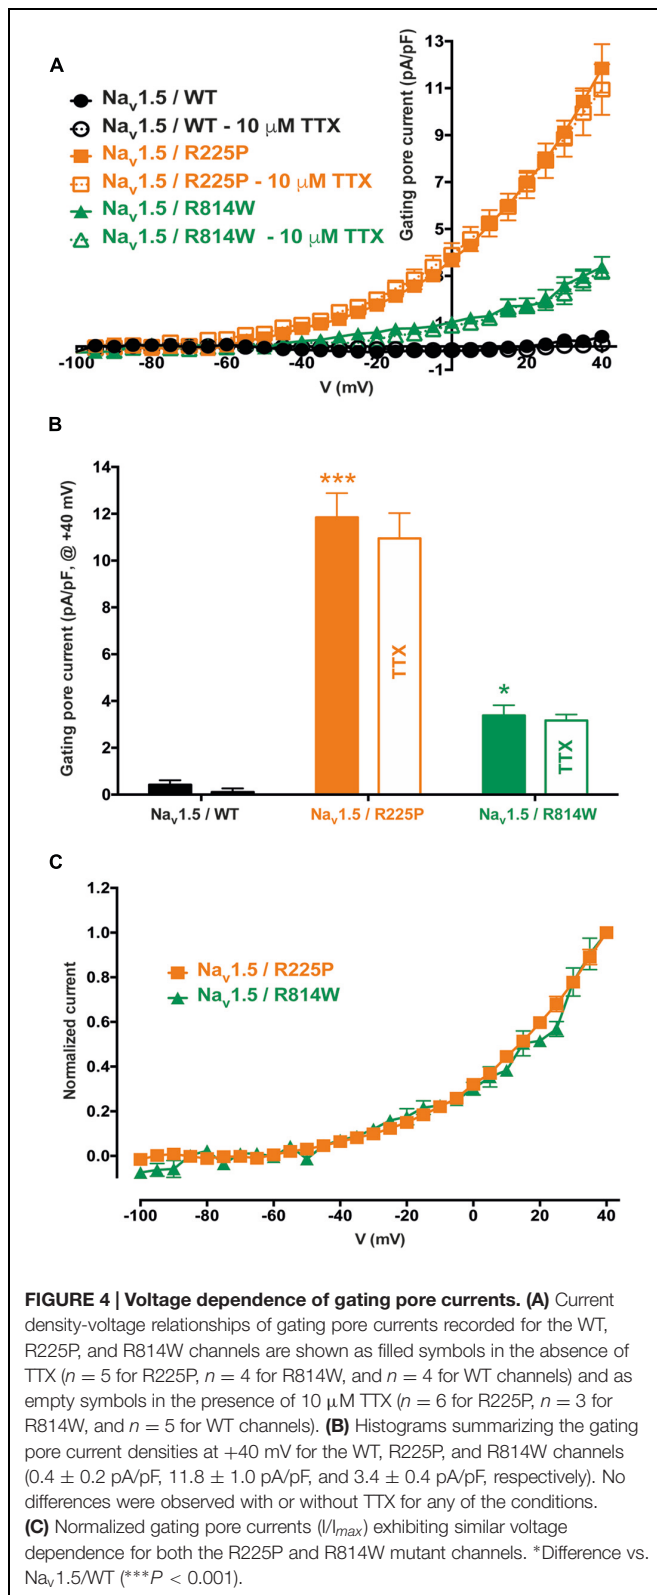 A
Nav1.5 / WT
Nav1.5 / WT - 10 μM TTX
Nav1.5 / R225P
Nav1.5 / R225P - 10 μM TTX
Nav1.5 / R814W
Nav1.5 / R814W - 10 μM TTX
Gating pore current (pA/pF)
13
11
9
7
5
3
1
-1
-100 -80 -60 -40 -20 0 20 40
V (mV)
B
Gating pore current (pA/pF, @ +40 mV)
14
12
10
8
6
4
2
0
***
TTX
*
TTX
Nav1.5 / WT Nav1.5 / R225P Nav1.5 / R814W
C
Normalized current
1.2
1.0
0.8
0.6
0.4
0.2
0.0
Nav1.5 / R225P
Nav1.5 / R814W
-100 -80 -60 -40 -20 0 20 40
V (mV)
FIGURE 4 | Voltage dependence of gating pore currents. (A) Current
density-voltage relationships of gating pore currents recorded for the WT,
R225P, and R814W channels are shown as filled symbols in the absence of
TTX (n = 5 for R225P, n = 4 for R814W, and n = 4 for WT channels) and as
empty symbols in the presence of 10 μM TTX (n = 6 for R225P, n = 3 for
R814W, and n = 5 for WT channels). (B) Histograms summarizing the gating
pore current densities at +40 mV for the WT, R225P, and R814W channels
(0.4 ± 0.2 pA/pF, 11.8 ± 1.0 pA/pF, and 3.4 ± 0.4 pA/pF, respectively). No
differences were observed with or without TTX for any of the conditions.
(C) Normalized gating pore currents (I/Imax) exhibiting similar voltage
dependence for both the R225P and R814W mutant channels. *Difference vs.
Nav1.5/WT (***P < 0.001).